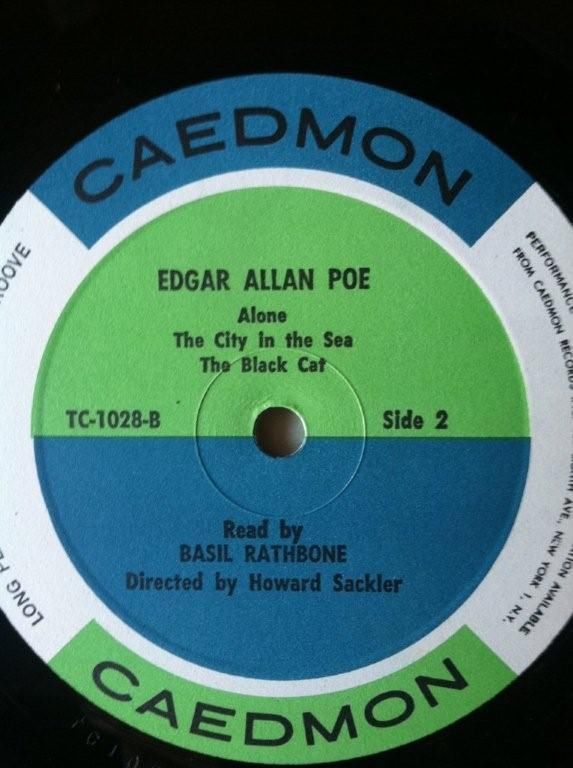 CAEDMON
EDGAR ALLAN POE
Alone
The City in the Sea
The Black Cat
TC-1028-B
Side 2
Read by
BASIL RATHBONE
Directed by Howard Sackler
CAEDMON
LONG
PERFORMANCE
FROM CAEDMON RECORDS
AVE., NEW YORK 1, N.Y.
AVAILABLE